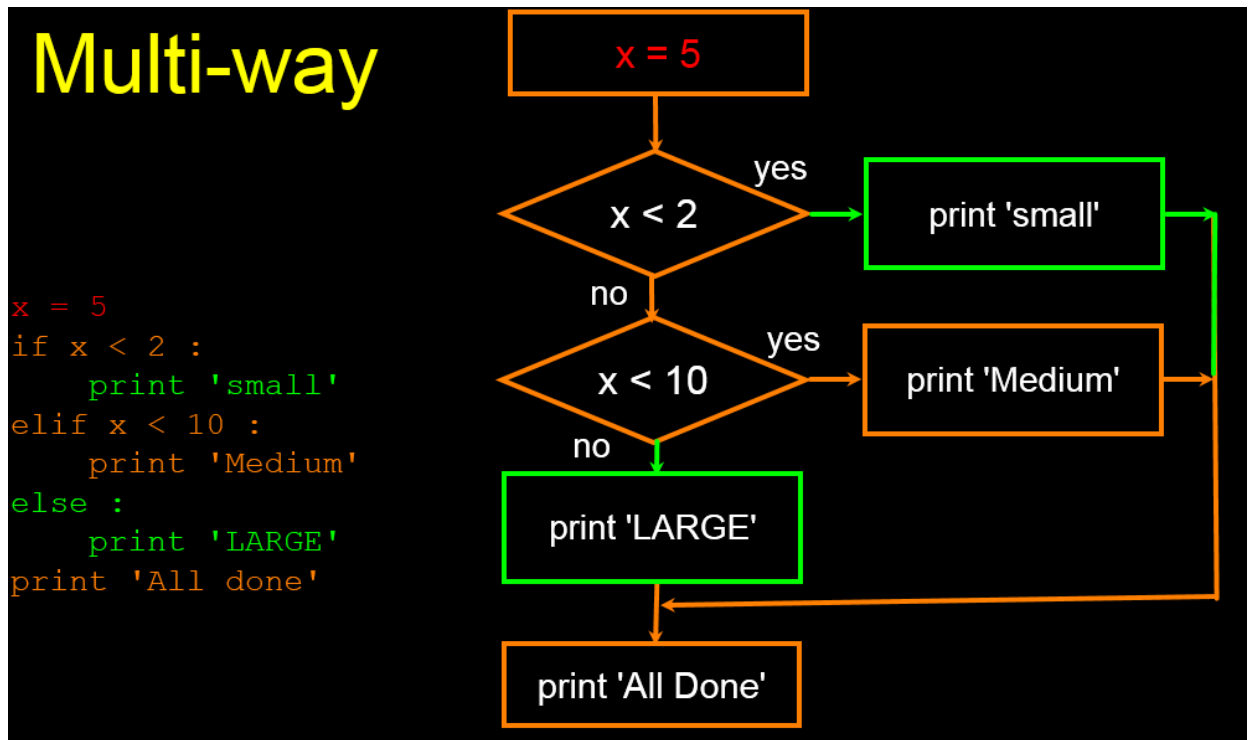 Multi-way
x = 5
if x < 2 :
    print 'small'
elif x < 10 :
    print 'Medium'
else :
    print 'LARGE'
print 'All done'
x = 5
x < 2
yes
print 'small'
no
x < 10
yes
print 'Medium'
no
print 'LARGE'
print 'All Done'